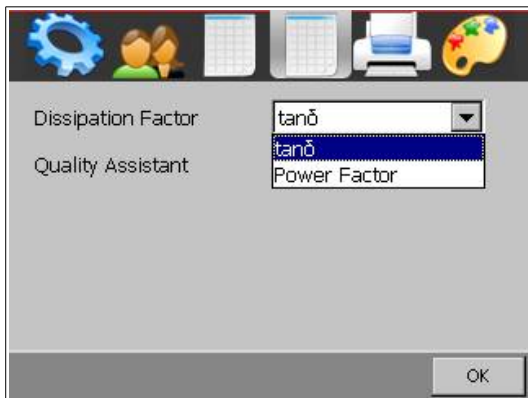 Dissipation Factor
tanδ
tanδ
Quality Assistant
Power Factor
OK